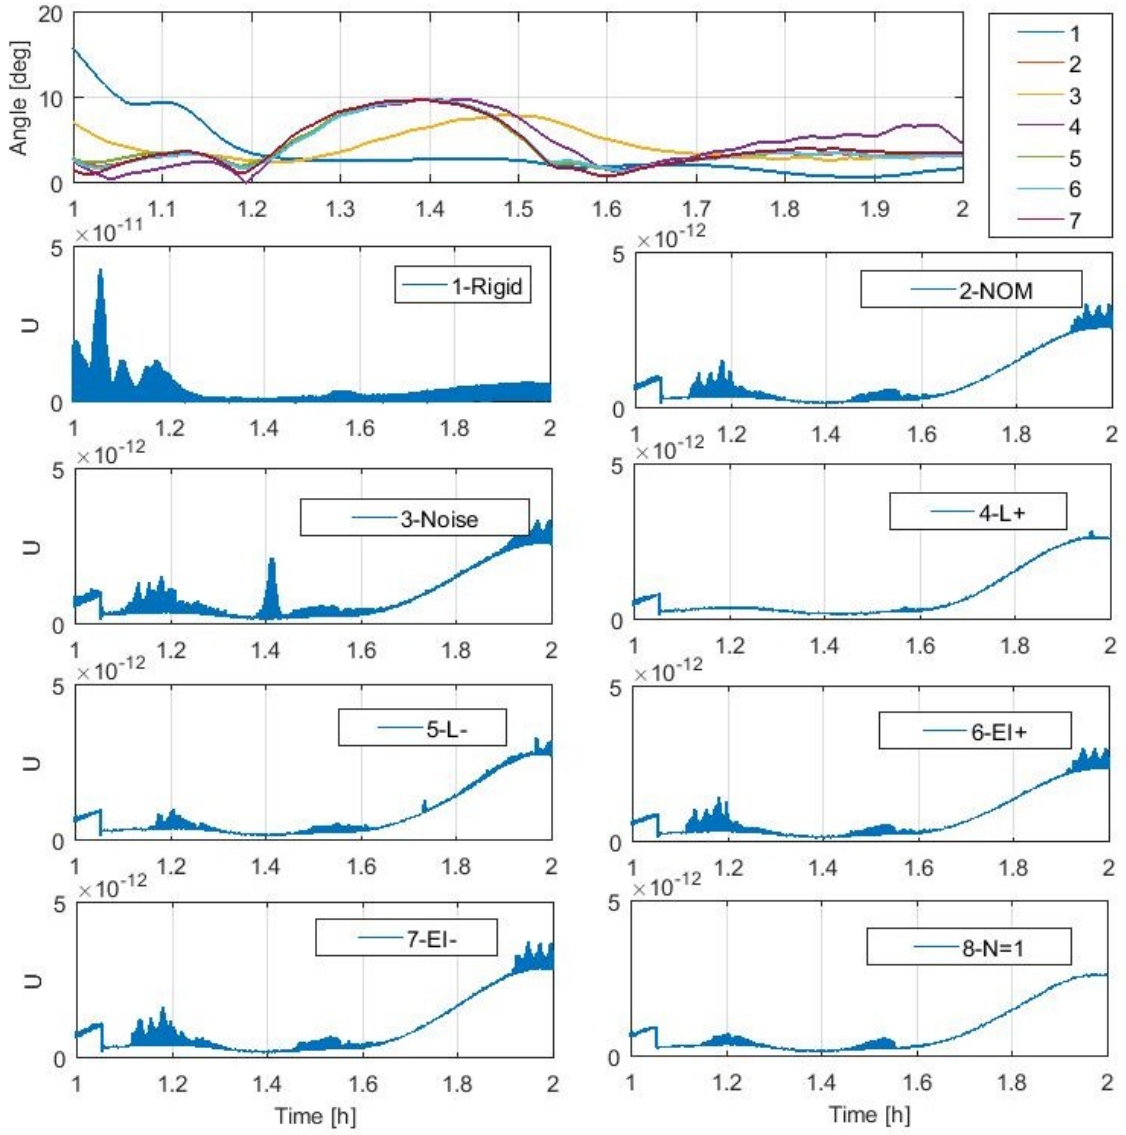 20
10
0
Angle [deg]
1 1.1 1.2 1.3 1.4 1.5 1.6 1.7 1.8 1.9 2
1
2
3
4
5
6
7
×10-11
5
0
U
1-Rigid
1 1.2 1.4 1.6 1.8 2
×10-12
5
0
2-NOM
1 1.2 1.4 1.6 1.8 2
×10-12
5
0
U
3-Noise
1 1.2 1.4 1.6 1.8 2
×10-12
5
0
4-L+
1 1.2 1.4 1.6 1.8 2
×10-12
5
0
U
5-L-
1 1.2 1.4 1.6 1.8 2
×10-12
5
0
6-EI+
1 1.2 1.4 1.6 1.8 2
×10-12
5
0
U
7-EI-
1 1.2 1.4 1.6 1.8 2
Time [h]
×10-12
5
0
8-N=1
1 1.2 1.4 1.6 1.8 2
Time [h]